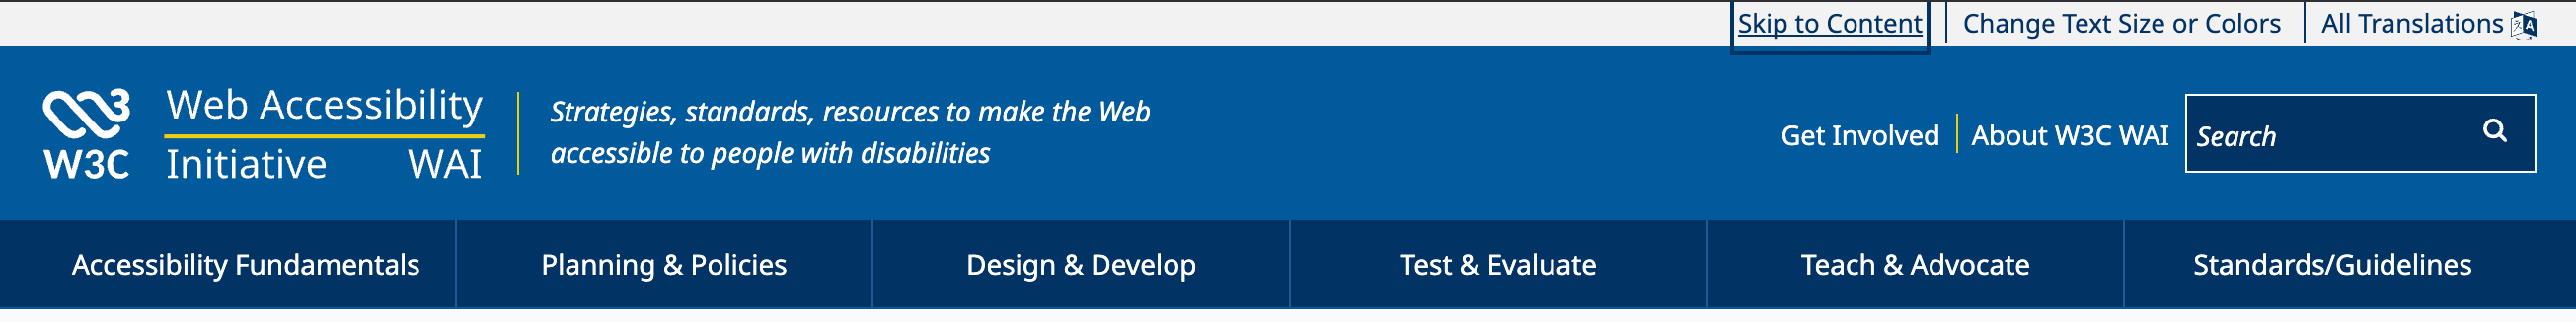 Skip to Content
Change Text Size or Colors
All Translations
W3C
Web Accessibility
Initiative WAI
Strategies, standards, resources to make the Web
accessible to people with disabilities
Get Involved
About W3C WAI
Search
Accessibility Fundamentals
Planning & Policies
Design & Develop
Test & Evaluate
Teach & Advocate
Standards/Guidelines